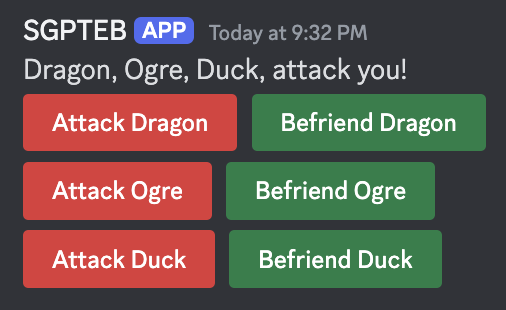 SGPTEB APP Today at 9:32 PM
Dragon, Ogre, Duck, attack you!
Attack Dragon Befriend Dragon
Attack Ogre Befriend Ogre
Attack Duck Befriend Duck